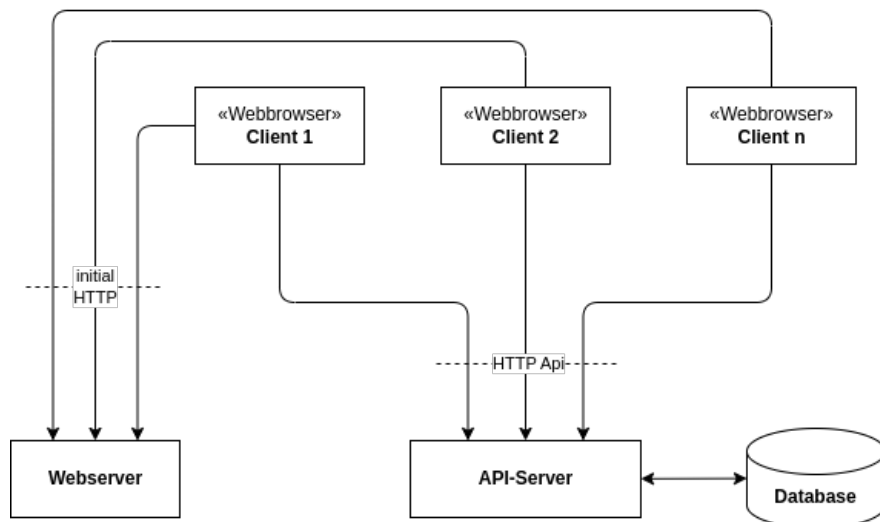 «Webbrowser»
Client 1
«Webbrowser»
Client 2
«Webbrowser»
Client n
initial
HTTP
HTTP Api
Webserver
API-Server
Database